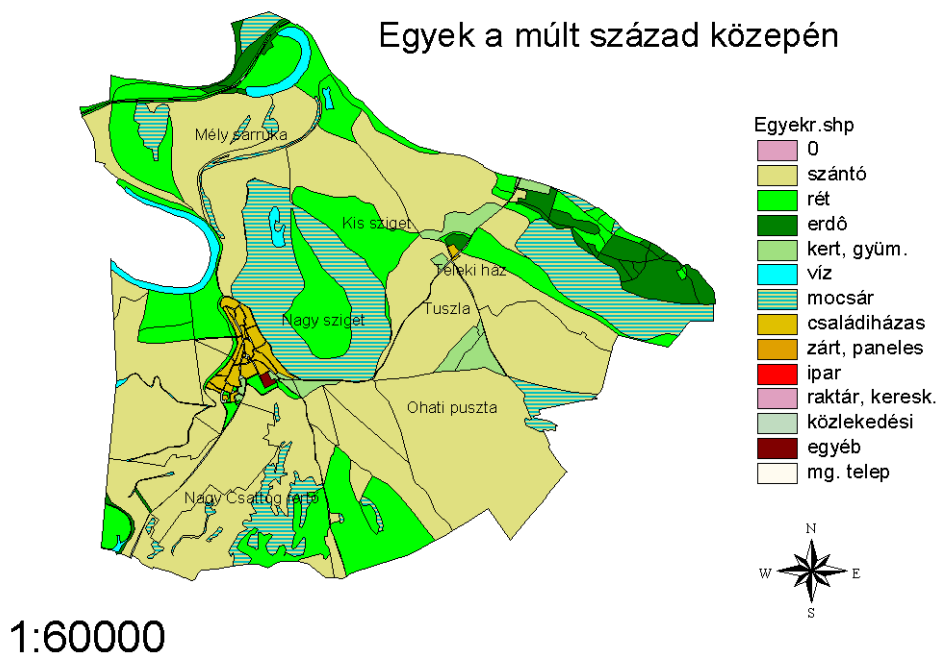 Egyek a múlt század közepén
Egyekr.shp
0
szántó
rét
erdô
kert, gyüm.
víz
mocsár
családiházas
zárt, paneles
ipar
raktár, keresk.
közlekedési
egyéb
mg. telep
Mély sarruka
Kis sziget
Teleki ház
Nagy sziget
Tuszla
Ohati puszta
Nagy Csattog
N
W E
S
1:60000